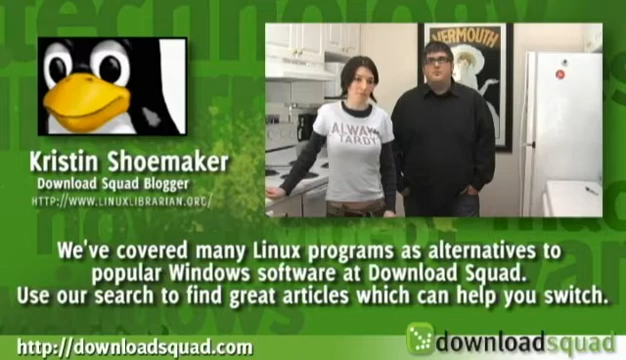 VERMOUTH
ALWAYS
TARDY
Kristin Shoemaker
Download Squad Blogger
HTTP://WWW.LINUXLIBRARIAN.ORG/
We've covered many Linux programs as alternatives to
popular Windows software at Download Squad.
Use our search to find great articles which can help you switch.
http://downloadsquad.com
downloadsquad